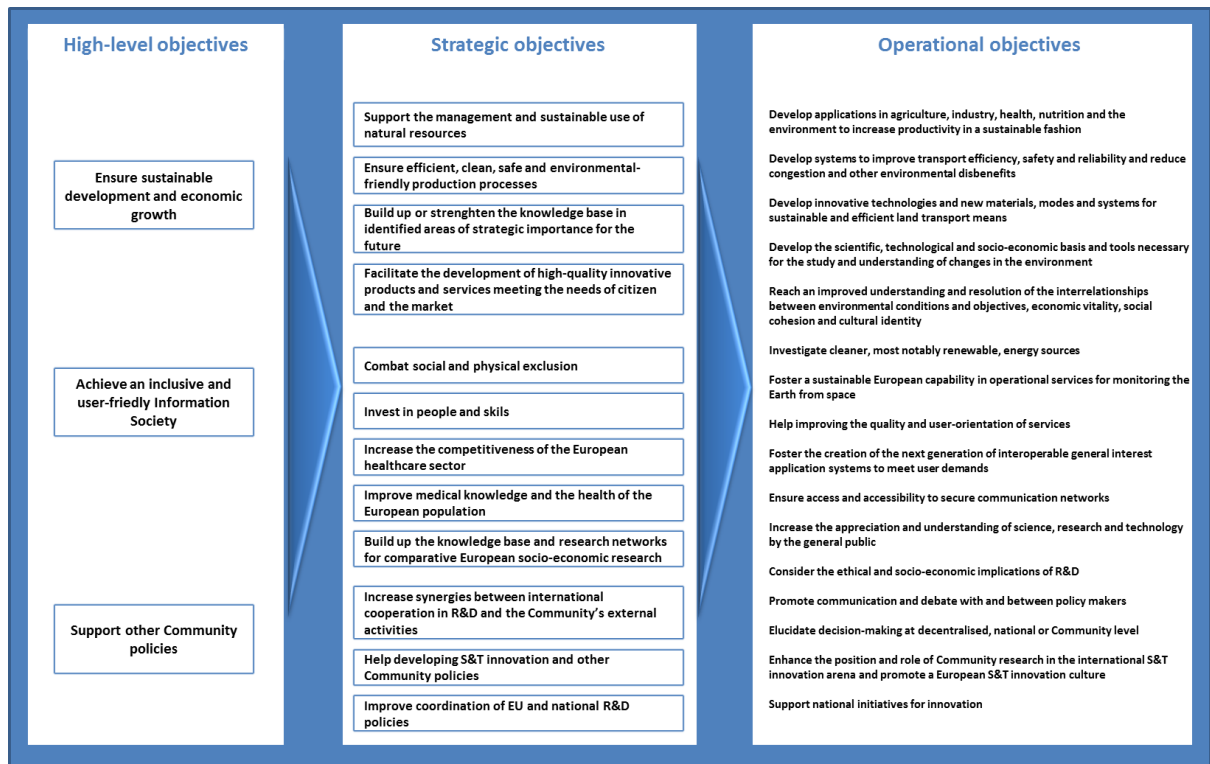 High-level objectives
Ensure sustainable
development and economic
growth
Achieve an inclusive and
user-friedly Information
Society
Support other Community
policies
Strategic objectives
Support the management and sustainable use of
natural resources
Ensure efficient, clean, safe and environmental-
friendly production processes
Build up or strenghten the knowledge base in
identified areas of strategic importance for the
future
Facilitate the development of high-quality innovative
products and services meeting the needs of citizen
and the market
Combat social and physical exclusion
Invest in people and skils
Increase the competitiveness of the European
healthcare sector
Improve medical knowledge and the health of the
European population
Build up the knowledge base and research networks
for comparative European socio-economic research
Increase synergies between international
cooperation in R&D and the Community's external
activities
Help developing S&T innovation and other
Community policies
Improve coordination of EU and national R&D
policies
Operational objectives
Develop applications in agriculture, industry, health, nutrition and the
environment to increase productivity in a sustainable fashion
Develop systems to improve transport efficiency, safety and reliability and reduce
congestion and other environmental disbenefits
Develop innovative technologies and new materials, modes and systems for
sustainable and efficient land transport means
Develop the scientific, technological and socio-economic basis and tools necessary
for the study and understanding of changes in the environment
Reach an improved understanding and resolution of the interrelationships
between environmental conditions and objectives, economic vitality, social
cohesion and cultural identity
Investigate cleaner, most notably renewable, energy sources
Foster a sustainable European capability in operational services for monitoring the
Earth from space
Help improving the quality and user-orientation of services
Foster the creation of the next generation of interoperable general interest
application systems to meet user demands
Ensure access and accessibility to secure communication networks
Increase the appreciation and understanding of science, research and technology
by the general public
Consider the ethical and socio-economic implications of R&D
Promote communication and debate with and between policy makers
Elucidate decision-making at decentralised, national or Community level
Enhance the position and role of Community research in the international S&T
innovation arena and promote a European S&T innovation culture
Support national initiatives for innovation